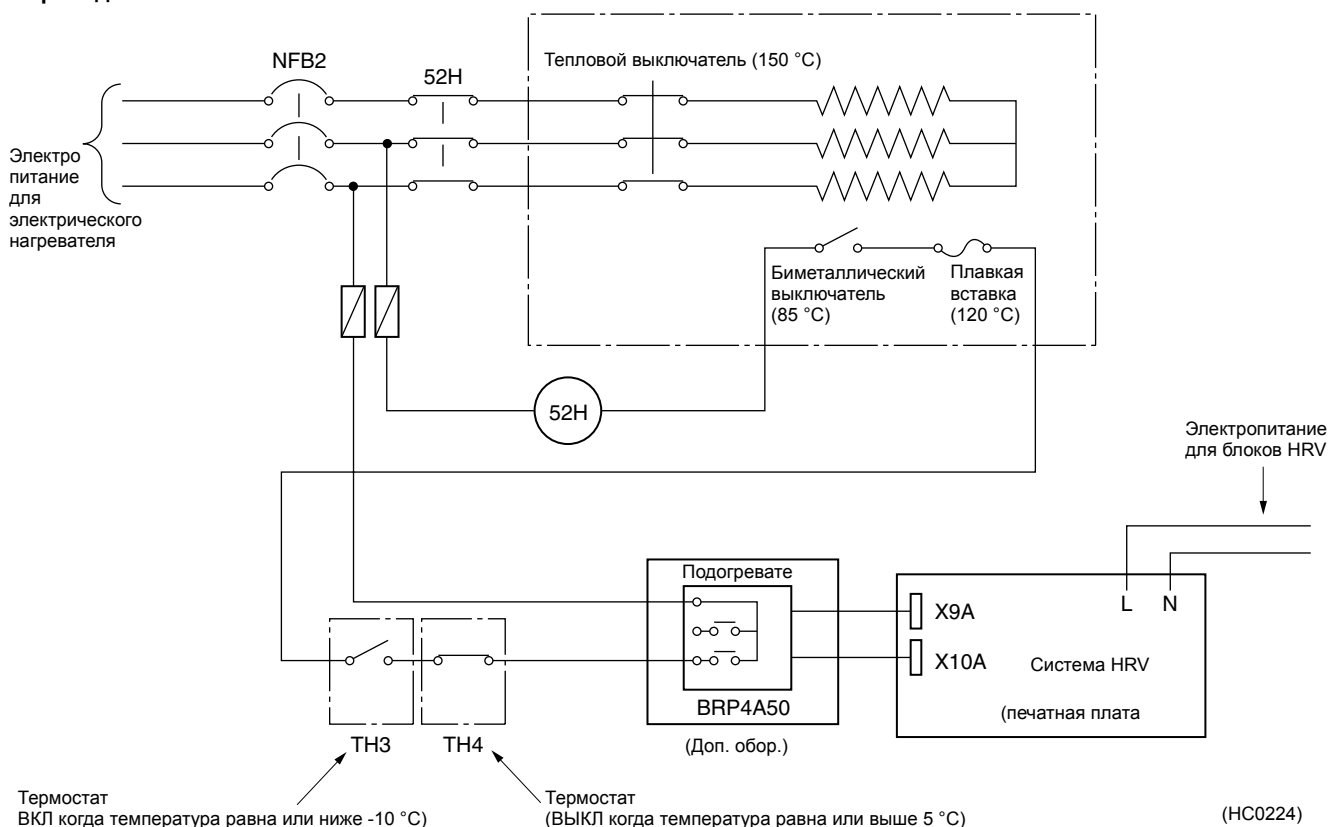 NFB2
52H
Тепловой выключатель (150 °C)
Электро
питание
для
электрического
нагревателя
Биметаллический
выключатель
(85 °C)
Плавкая
вставка
(120 °C)
52H
Электропитание
для блоков HRV
Подогревате
L N
X9A
X10A
Система HRV
(печатная плата
BRP4A50
(Доп. обор.)
TH3
TH4
Термостат
ВКЛ когда температура равна или ниже -10 °C)
Термостат
(ВЫКЛ когда температура равна или выше 5 °C)
(HC0224)